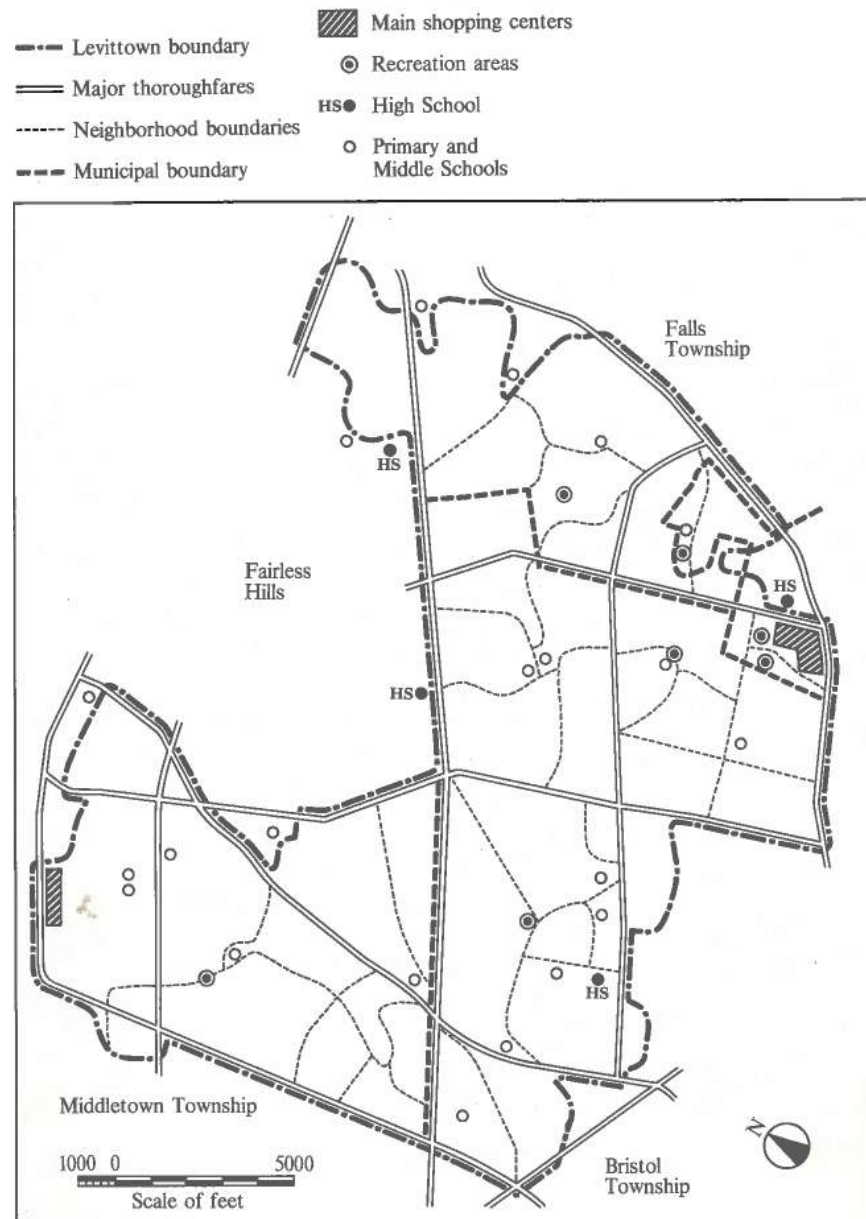 Levittown boundary
Major thoroughfares
Neighborhood boundaries
Municipal boundary
Main shopping centers
Recreation areas
HS High School
Primary and
Middle Schools
Falls
Township
HS
Fairless
Hills
HS
HS
HS
Middletown Township
1000 0 5000
Scale of feet
Bristol
Township
N